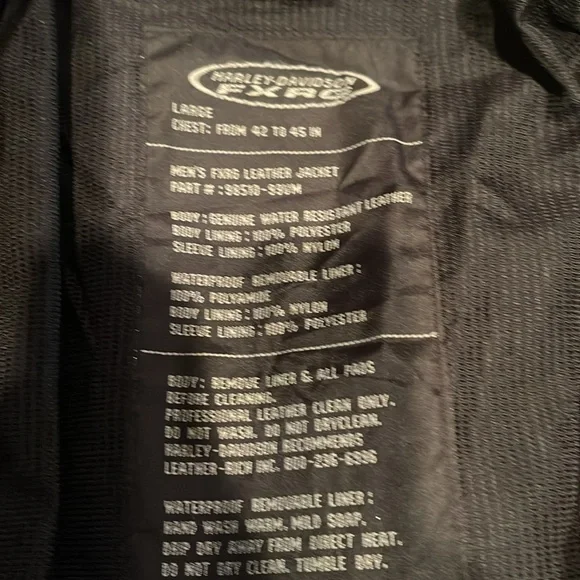 HARLEY-DAVIDSON
FXRG
LARGE
CHEST: FROM 42 TO 45 IN
MEN'S FXRG LEATHER JACKET
PART #:98510-99VM
BODY: GENUINE WATER RESISTANT LEATHER
BODY LINING: 100% POLYESTER
SLEEVE LINING: 100% NYLON
WATERPROOF REMOVABLE LINER:
100% POLYAMIDE
BODY LINING: 100% NYLON
SLEEVE LINING: 100% POLYESTER
BODY: REMOVE LINER & ALL PADS
BEFORE CLEANING.
PROFESSIONAL LEATHER CLEAN ONLY.
DO NOT WASH. DO NOT DRYCLEAN.
HARLEY-DAVIDSON RECOMMENDS
LEATHER-RICH INC. 800-236-6996
WATERPROOF REMOVABLE LINER:
HAND WASH WARM. MILD SOAP.
DRIP DRY AWAY FROM DIRECT HEAT.
DO NOT DRY CLEAN. TUMBLE DRY.